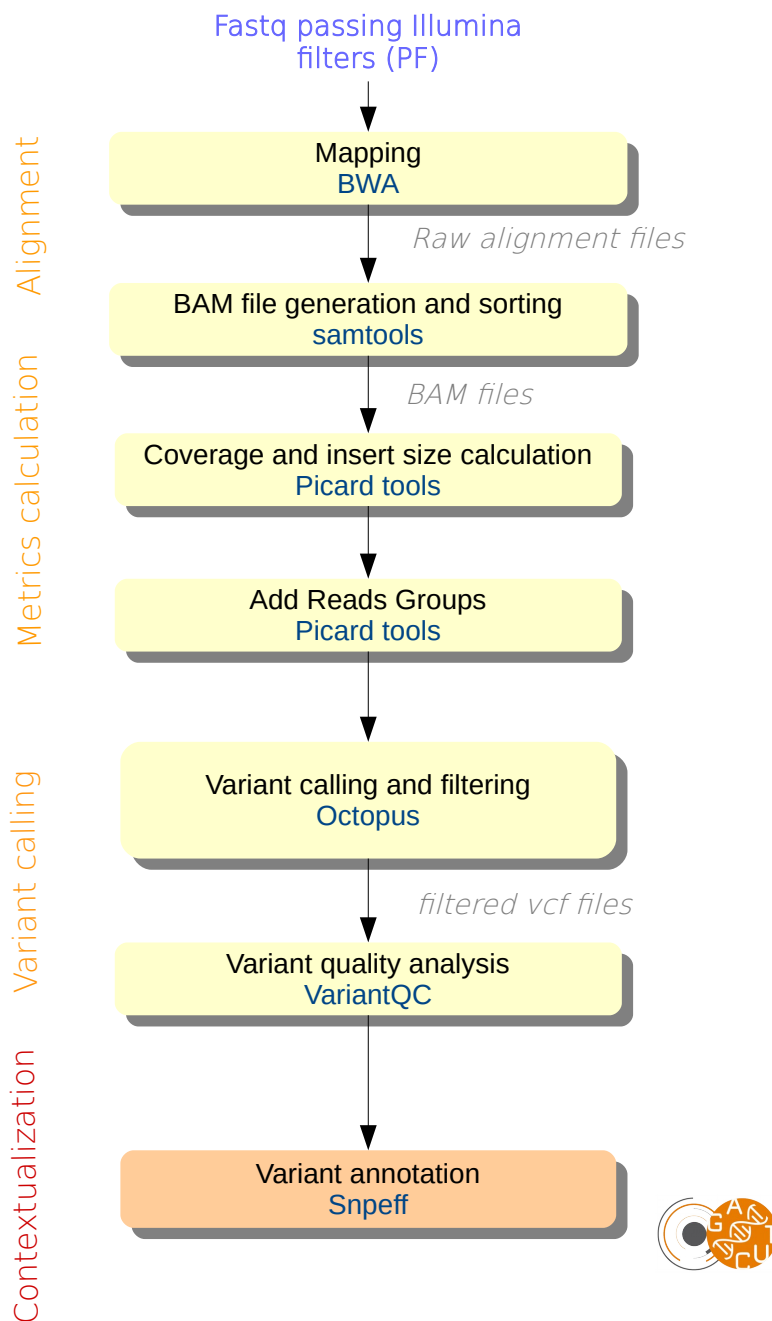 Fastq passing Illumina
filters (PF)
Alignment
Mapping
BWA
Raw alignment files
BAM file generation and sorting
samtools
BAM files
Metrics calculation
Coverage and insert size calculation
Picard tools
Add Reads Groups
Picard tools
Variant calling
Variant calling and filtering
Octopus
filtered vcf files
Variant quality analysis
VariantQC
Contextualization
Variant annotation
Snpeff
G A T C U